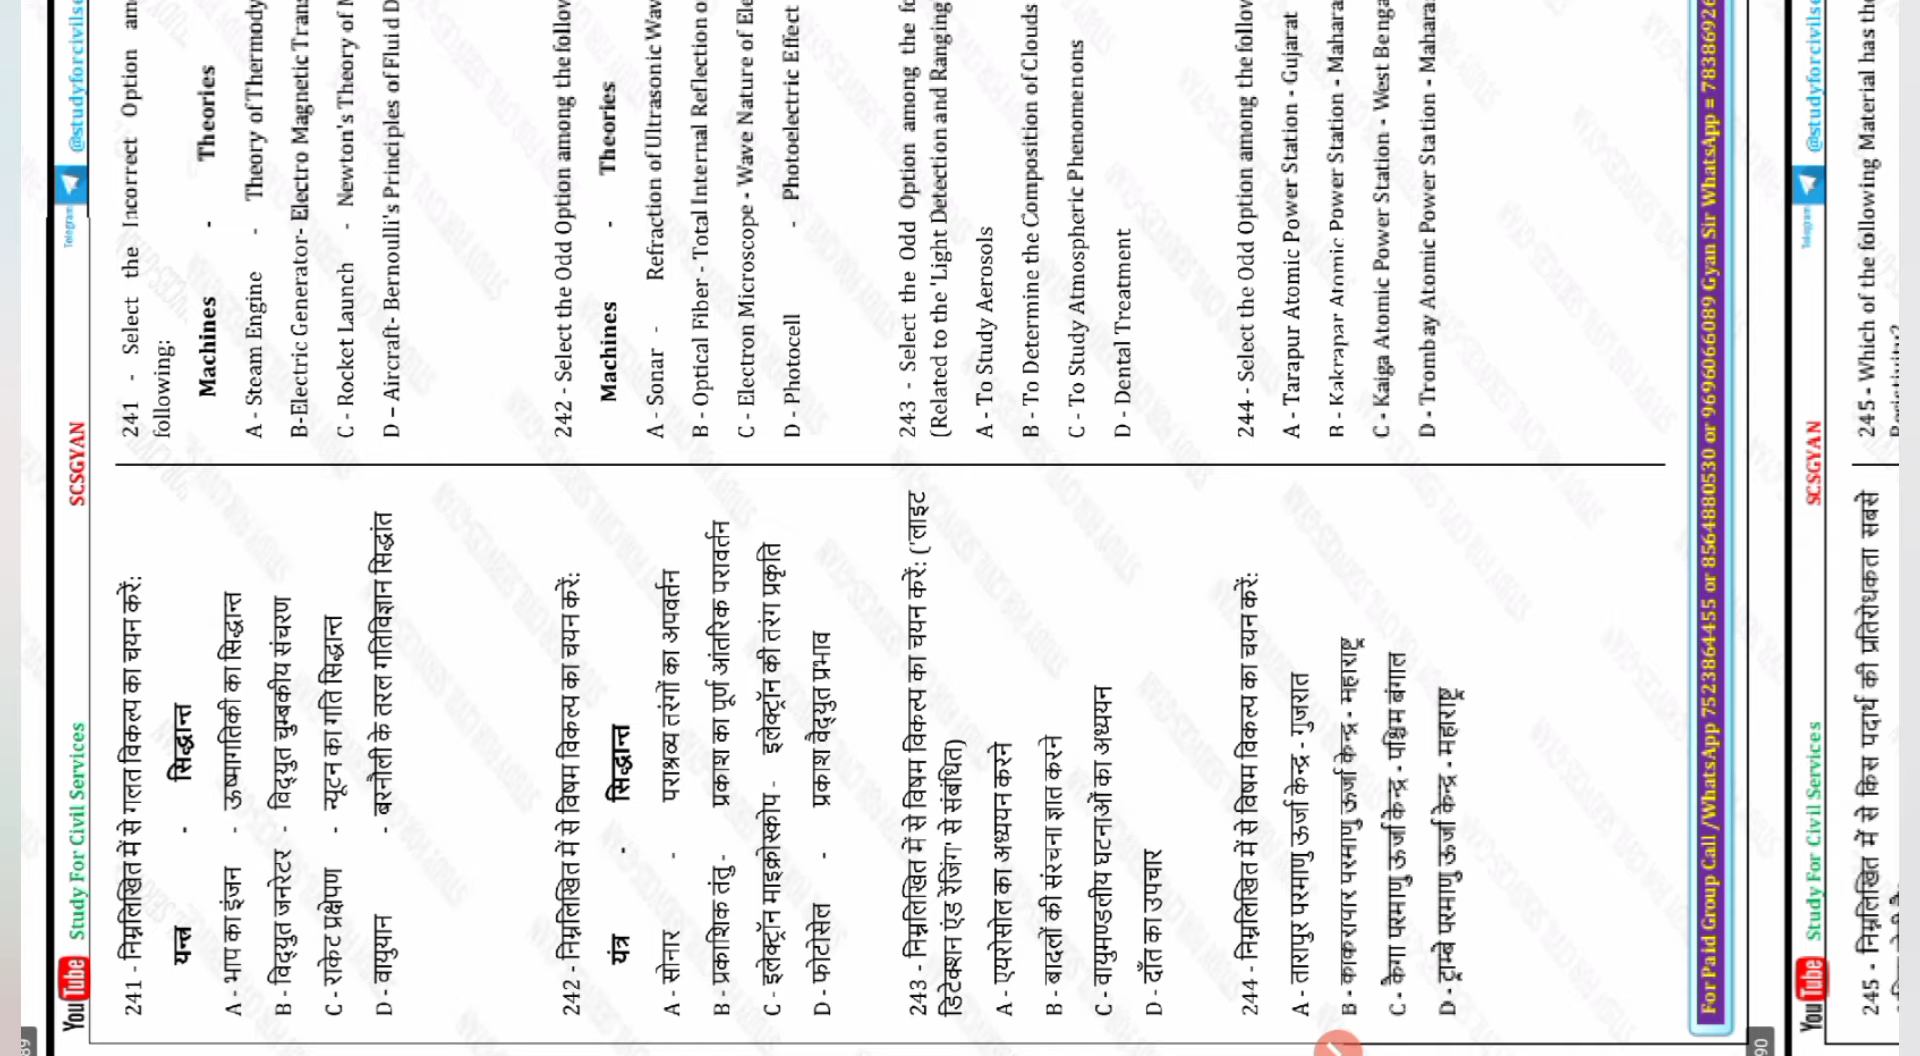 YouTube Study For Civil Services
SCSGYAN
Telegram
@studyforcivilse
241 - निम्नलिखित में से गलत विकल्प का चयन करें:
यन्त्र - सिद्धान्त
A - भाप का इंजन - ऊष्मागतिकी का सिद्धान्त
B - विद्युत जनरेटर - विद्युत चुम्बकीय संचरण
C - राकेट प्रक्षेपण - न्यूटन का गति सिद्धान्त
D - वायुयान - बरनौली के तरल गतिविज्ञान सिद्धांत
242 - निम्नलिखित में से विषम विकल्प का चयन करें:
यंत्र - सिद्धान्त
A - सोनार - पराश्रव्य तरंगों का अपवर्तन
B - प्रकाशिक तंतु - प्रकाश का पूर्ण आंतरिक परावर्तन
C - इलेक्ट्रॉन माइक्रोस्कोप - इलेक्ट्रॉन की तरंग प्रकृति
D - फोटोसेल - प्रकाश वैद्युत प्रभाव
243 - निम्नलिखित में से विषम विकल्प का चयन करें: ('लाइट
डिटेक्शन एंड रेंजिंग' से संबंधित)
A - एयरोसोल का अध्ययन करने
B - बादलों की संरचना ज्ञात करने
C - वायुमण्डलीय घटनाओं का अध्ययन
D - दाँत का उपचार
244 - निम्नलिखित में से विषम विकल्प का चयन करें:
A - तारापुर परमाणु ऊर्जा केन्द्र - गुजरात
B - काकरापार परमाणु ऊर्जा केन्द्र - महाराष्ट्र
C - कैगा परमाणु ऊर्जा केन्द्र - पश्चिम बंगाल
D - ट्राम्बे परमाणु ऊर्जा केन्द्र - महाराष्ट्र
241 - Select the Incorrect Option am
following:
Machines - Theories
A - Steam Engine - Theory of Thermody
B-Electric Generator- Electro Magnetic Trans
C - Rocket Launch - Newton's Theory of M
D – Aircraft- Bernoulli's Principles of Flui d D
242 - Select the Odd Option among the follow
Machines - Theories
A - Sonar - Refraction of Ultrasonic Wav
B - Optical Fiber - Total Internal Reflection o
C - Electron Microscope - Wave Nature of Ele
D - Photocell - Photoelectric Effect
243 - Select the Odd Option among the fo
(Related to the 'Light Detection and Ranging
A - To Study Aerosols
B - To Determine the Composition of Clouds
C - To Study Atmospheric Phenomenons
D - Dental Treatment
244 - Select the Odd Option among the follow
A - Tarapur Atomic Power Station - Gujarat
B - Kakrapar Atomic Power Station - Mahara
C - Kaiga Atomic Power Station - West Benga
D - Trombay Atomic Power Station - Mahara
For Paid Group Call /WhatsApp 7523864455 or 8564880530 or 9696066089 Gyan Sir WhatsApp = 78386926
90
YouTube Study For Civil Services
SCSGYAN
Telegram
@studyforcivilse
245 - निम्नलिखित में से किस पदार्थ की प्रतिरोधकता सबसे
245 - Which of the following Material has the